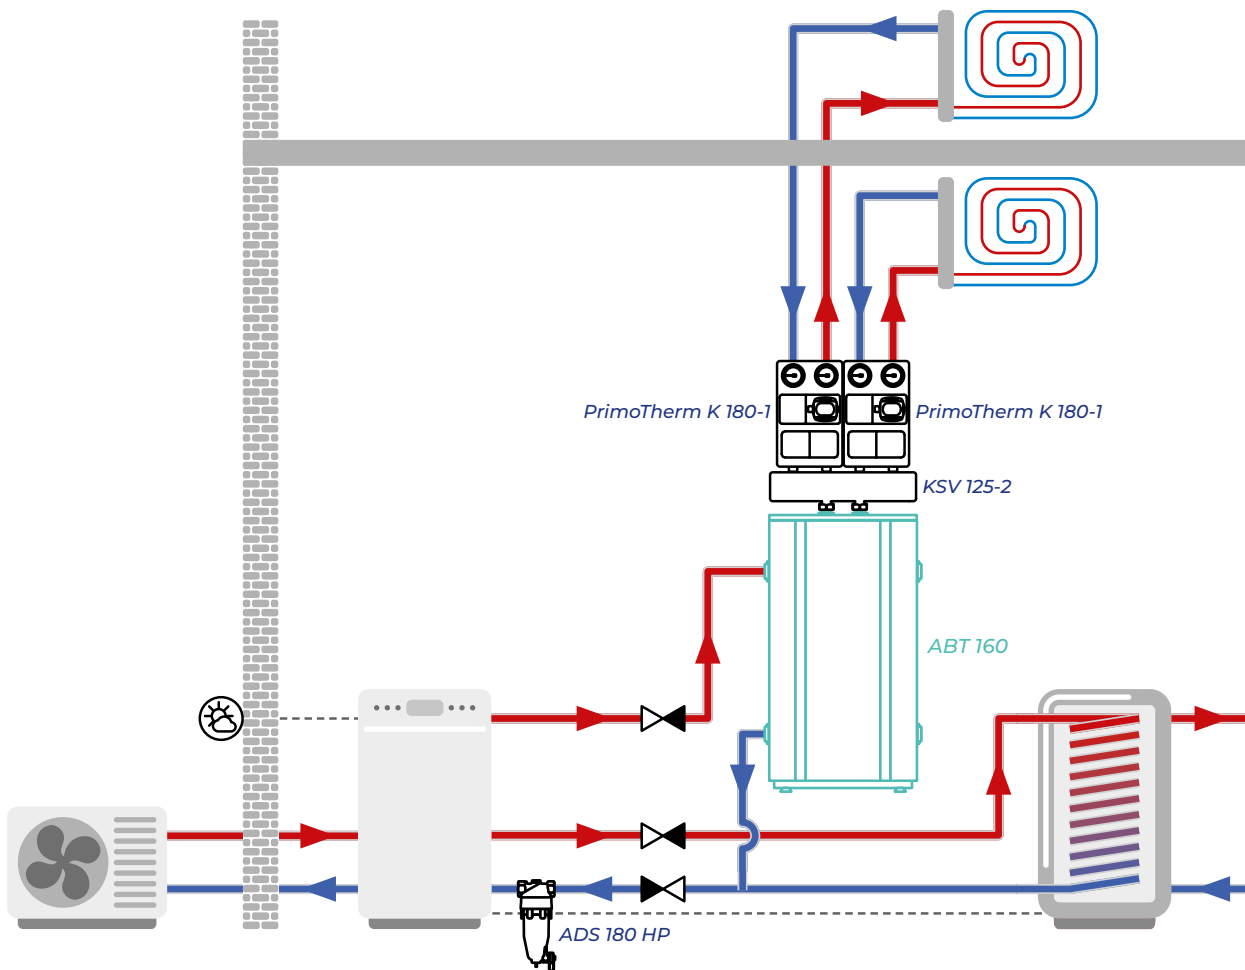 PrimoTherm K 180-1
PrimoTherm K 180-1
KSV 125-2
ABT 160
ADS 180 HP